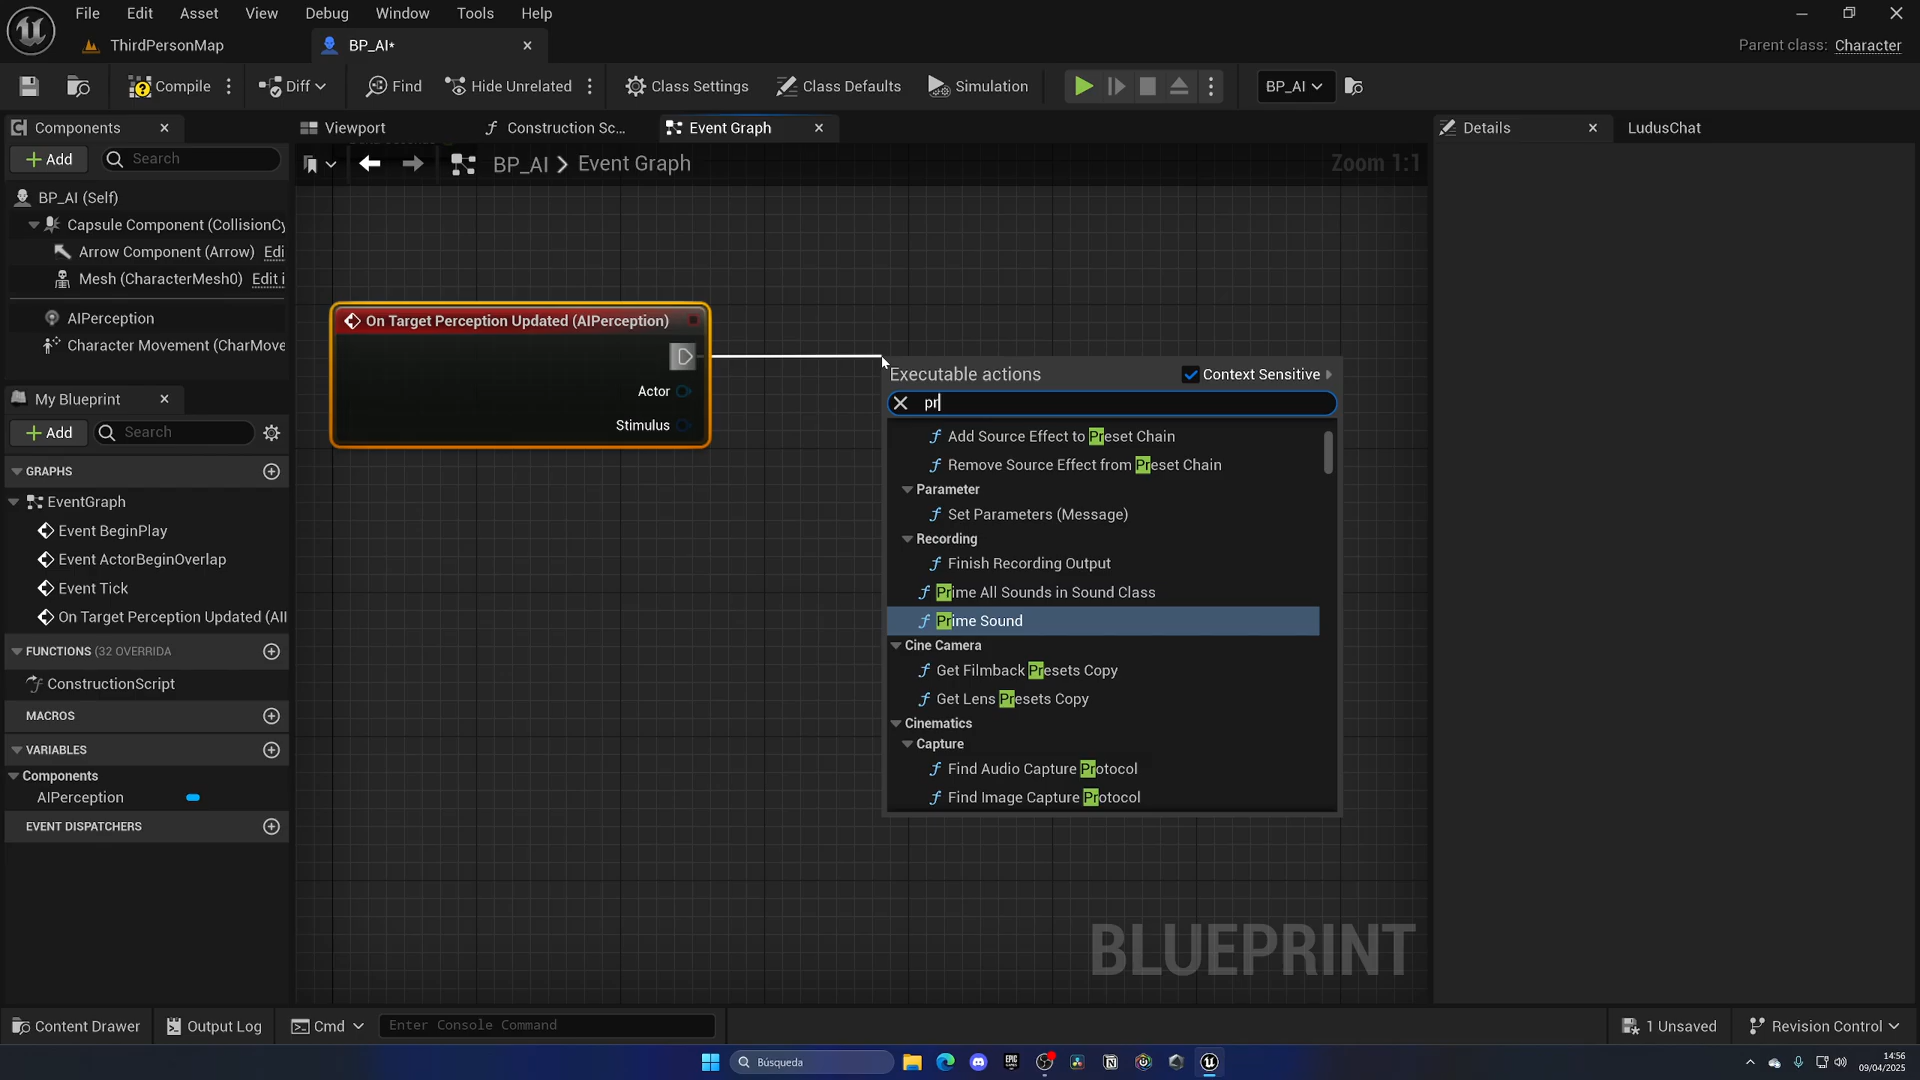 File Edit Asset View Debug Window Tools Help
ThirdPersonMap
BP_AI*
Parent class: Character
Compile
Diff
Find
Hide Unrelated
Class Settings
Class Defaults
Simulation
BP_AI
Components
Add
Search
BP_AI (Self)
Capsule Component (CollisionCy
Arrow Component (Arrow) Edi
Mesh (CharacterMesh0) Edit i
AIPerception
Character Movement (CharMove
My Blueprint
Add
Search
GRAPHS
EventGraph
Event BeginPlay
Event ActorBeginOverlap
Event Tick
On Target Perception Updated (AI
FUNCTIONS (32 OVERRIDA
ConstructionScript
MACROS
VARIABLES
Components
AIPerception
EVENT DISPATCHERS
Viewport
Construction Sc...
Event Graph
BP_AI > Event Graph
Zoom 1:1
On Target Perception Updated (AIPerception)
Actor
Stimulus
Executable actions
Context Sensitive
pr
Add Source Effect to Preset Chain
Remove Source Effect from Preset Chain
Parameter
Set Parameters (Message)
Recording
Finish Recording Output
Prime All Sounds in Sound Class
Prime Sound
Cine Camera
Get Filmback Presets Copy
Get Lens Presets Copy
Cinematics
Capture
Find Audio Capture Protocol
Find Image Capture Protocol
BLUEPRINT
Details
LudusChat
Content Drawer
Output Log
Cmd
Enter Console Command
1 Unsaved
Revision Control
Búsqueda
EPIC
14:56
09/04/2025